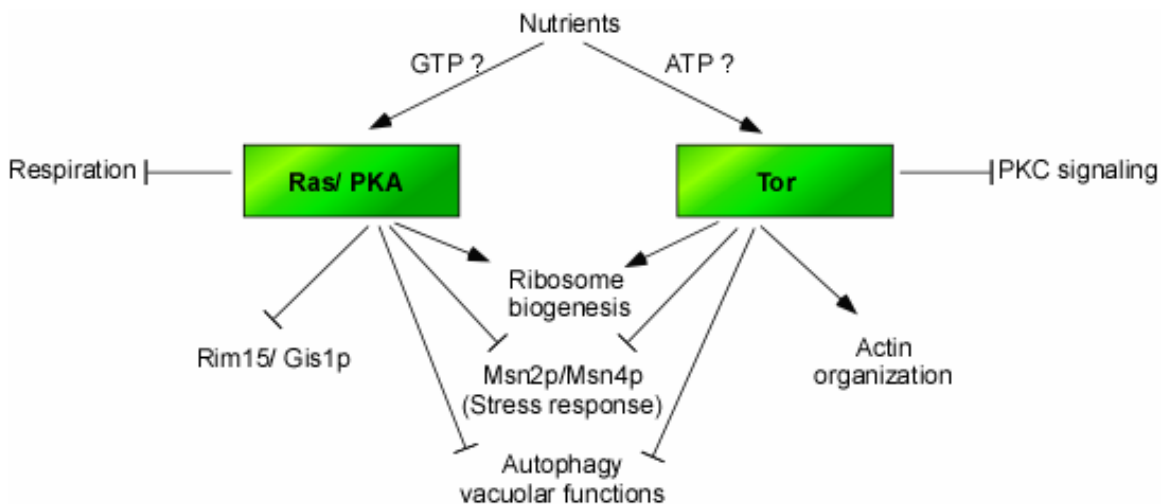 Nutrients
GTP ?
ATP ?
Respiration
Ras/ PKA
Tor
PKC signaling
Ribosome
biogenesis
Rim15/ Gis1p
Msn2p/Msn4p
(Stress response)
Actin
organization
Autophagy
vacuolar functions